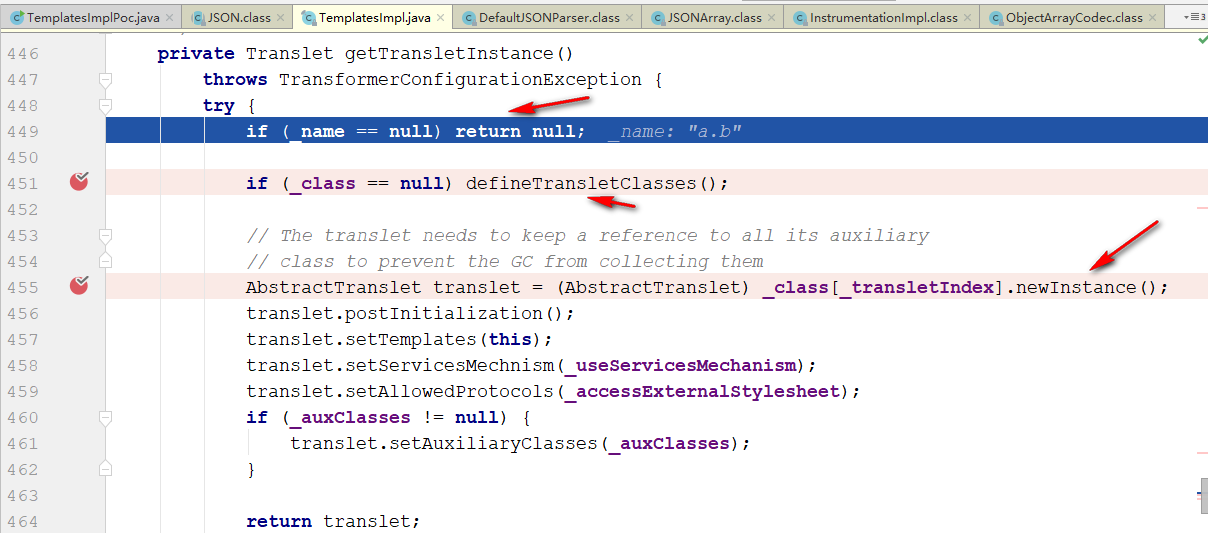 TemplatesImplPoc.java × JSON.class × TemplatesImpl.java × DefaultJSONParser.class × JSONArray.class × InstrumentationImpl.class × ObjectArrayCodec.class × 3
446 private Translet getTransletInstance()
447 throws TransformerConfigurationException {
448 try {
449 if (_name == null) return null; _name: "a.b"
450
451 if (_class == null) defineTransletClasses();
452
453 // The translet needs to keep a reference to all its auxiliary
454 // class to prevent the GC from collecting them
455 AbstractTranslet translet = (AbstractTranslet) _class[_transletIndex].newInstance();
456 translet.postInitialization();
457 translet.setTemplates(this);
458 translet.setServicesMechnism(_useServicesMechanism);
459 translet.setAllowedProtocols(_accessExternalStylesheet);
460 if (_auxClasses != null) {
461 translet.setAuxiliaryClasses(_auxClasses);
462 }
463
464 return translet;